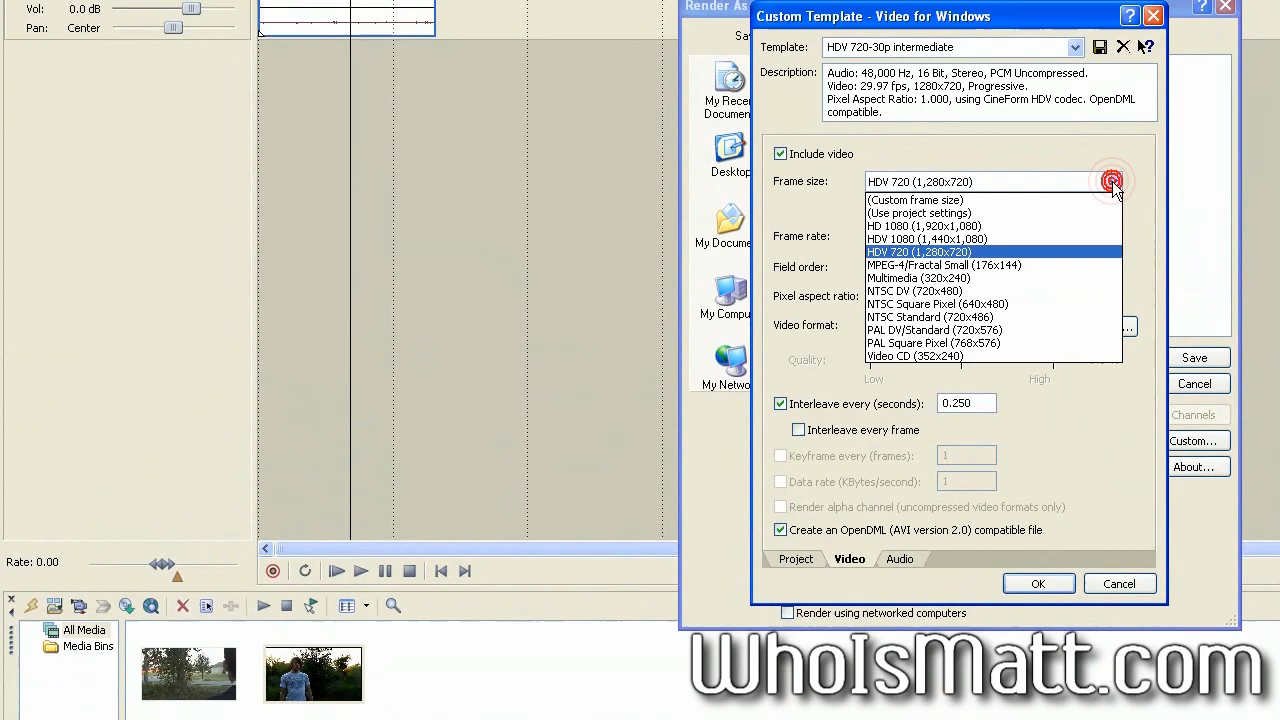 Vol: 0.0 dB
Pan: Center
Render As
Save
My Recent
Documen
Desktop
My Docume
My Compu
My Netwo
Custom Template - Video for Windows
Template: HDV 720-30p intermediate
Description: Audio: 48,000 Hz, 16 Bit, Stereo, PCM Uncompressed.
Video: 29.97 fps, 1280x720, Progressive.
Pixel Aspect Ratio: 1.000, using CineForm HDV codec. OpenDML
compatible.
Include video
Frame size: HDV 720 (1,280x720)
(Custom frame size)
(Use project settings)
HD 1080 (1,920x1,080)
HDV 1080 (1,440x1,080)
HDV 720 (1,280x720)
MPEG-4/Fractal Small (176x144)
Multimedia (320x240)
NTSC DV (720x480)
NTSC Square Pixel (640x480)
NTSC Standard (720x486)
PAL DV/Standard (720x576)
PAL Square Pixel (768x576)
Video CD (352x240)
Frame rate:
Field order:
Pixel aspect ratio:
Video format: ...
Quality:
Low High
Interleave every (seconds): 0.250
Interleave every frame
Keyframe every (frames): 1
Data rate (KBytes/second): 1
Render alpha channel (uncompressed video formats only)
Create an OpenDML (AVI version 2.0) compatible file
Project Video Audio
OK Cancel
Save
Cancel
Channels
Custom...
About...
Render using networked computers
Rate: 0.00
All Media
Media Bins
WhoIsMatt.com